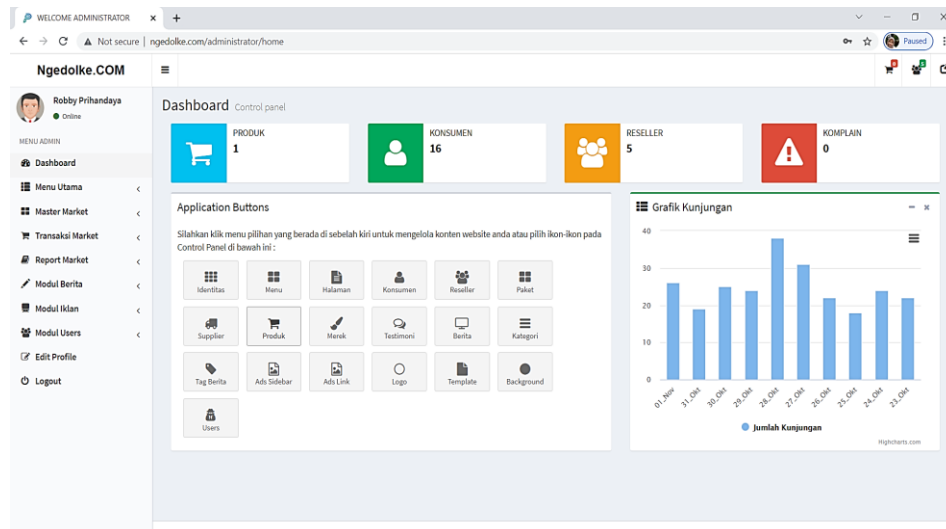 WELCOME ADMINISTRATOR
Not secure | ngedolke.com/administrator/home
Paused
Ngedolke.COM
Robby Prihandaya
Online
MENU ADMIN
Dashboard
Menu Utama
Master Market
Transaksi Market
Report Market
Modul Berita
Modul Iklan
Modul Users
Edit Profile
Logout
Dashboard Control panel
PRODUK
1
KONSUMEN
16
RESELLER
5
KOMPLAIN
0
Application Buttons
Silahkan klik menu pilihan yang berada di sebelah kiri untuk mengelola konten website anda atau pilih ikon-ikon pada
Control Panel di bawah ini :
Identitas Menu Halaman Konsumen Reseller Paket
Supplier Produk Merek Testimoni Berita Kategori
Tag Berita Ads Sidebar Ads Link Logo Template Background
Users
Grafik Kunjungan
40
30
20
10
0
01_Nov 31_Okt 30_Okt 29_Okt 28_Okt 27_Okt 26_Okt 25_Okt 24_Okt 23_Okt
Jumlah Kunjungan
Highcharts.com